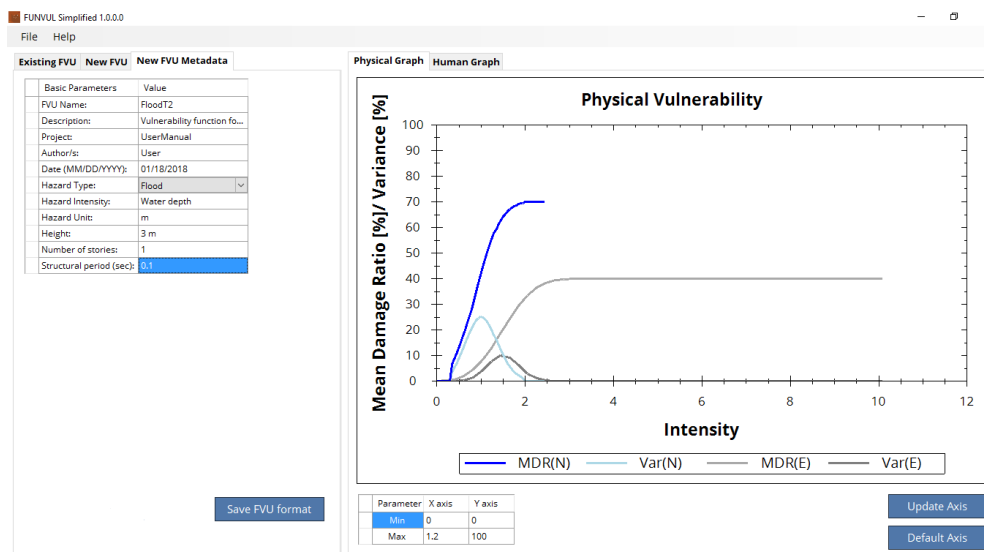 FUNVUL Simplified 1.0.0.0
File Help
Existing FVU New FVU New FVU Metadata
Basic Parameters Value
FVU Name: FloodT2
Description: Vulnerability function fo...
Project: UserManual
Author/s: User
Date (MM/DD/YYYY): 01/18/2018
Hazard Type: Flood
Hazard Intensity: Water depth
Hazard Unit: m
Height: 3 m
Number of stories: 1
Structural period (sec): 0.1
Save FVU format
Physical Graph Human Graph
Physical Vulnerability
Mean Damage Ratio [%]/ Variance [%]
100
90
80
70
60
50
40
30
20
10
0
0 2 4 6 8 10 12
Intensity
MDR(N) Var(N) MDR(E) Var(E)
Parameter X axis Y axis
Min 0 0
Max 1.2 100
Update Axis
Default Axis